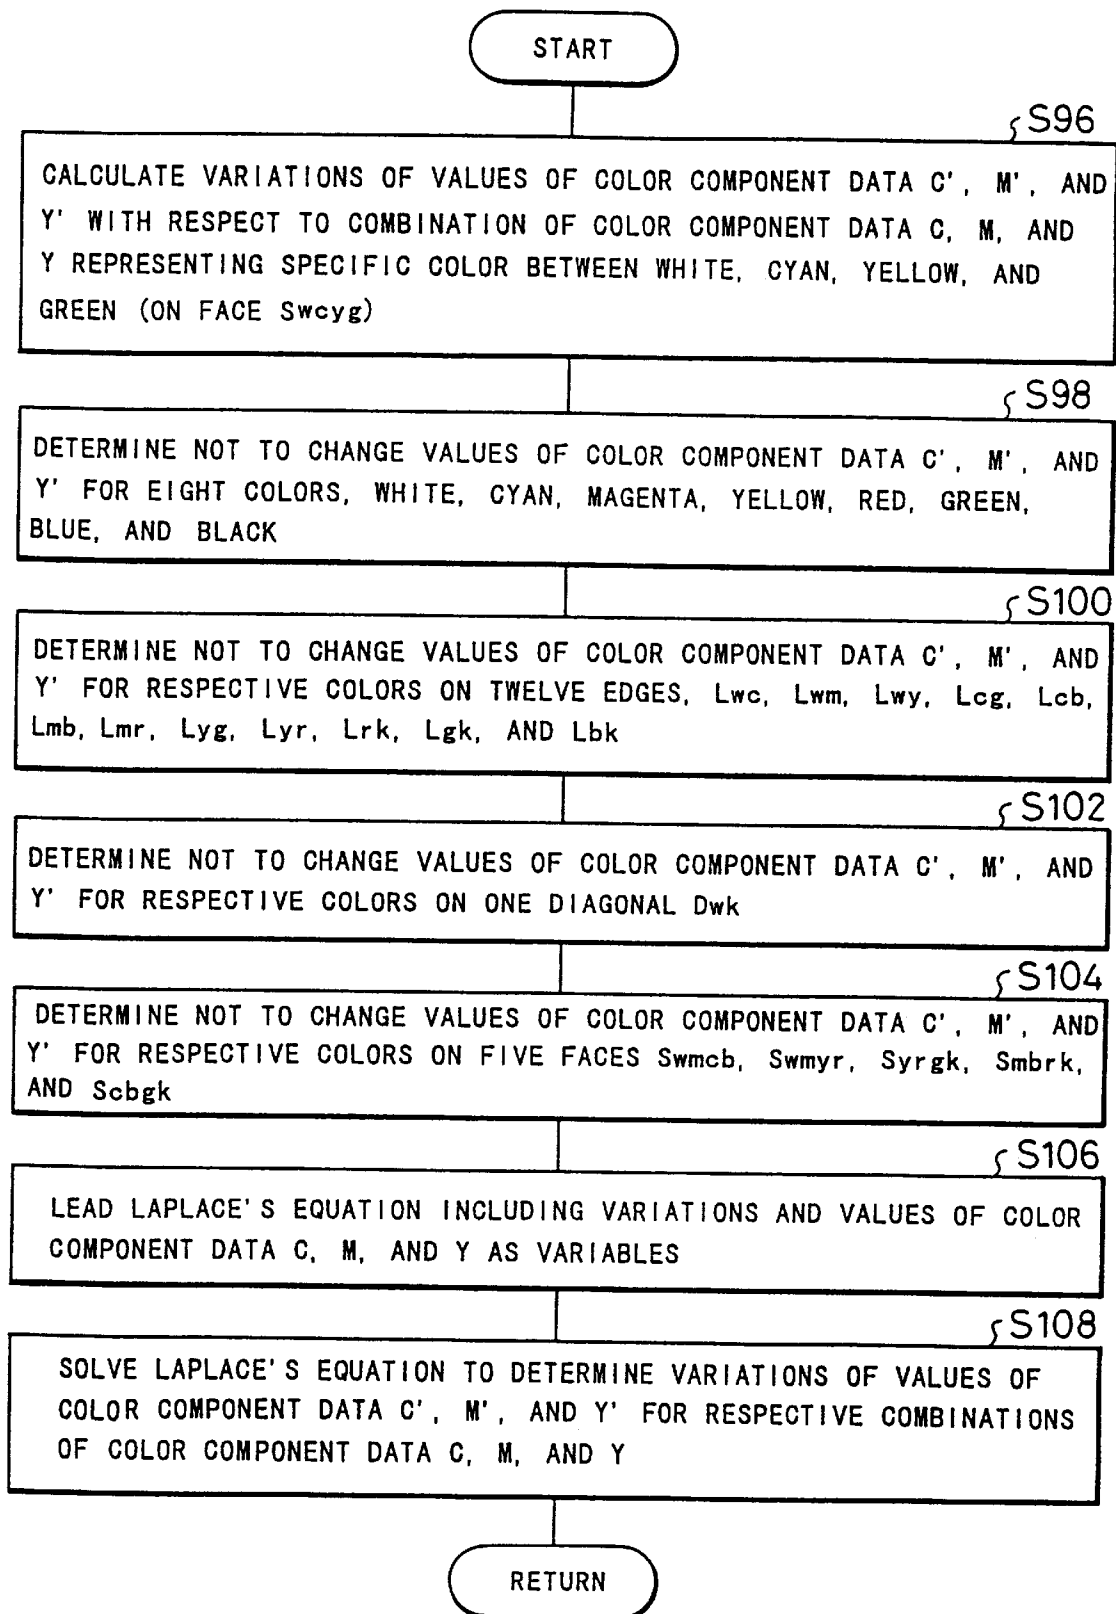 START
S96
CALCULATE VARIATIONS OF VALUES OF COLOR COMPONENT DATA C', M', AND
Y' WITH RESPECT TO COMBINATION OF COLOR COMPONENT DATA C, M, AND
Y REPRESENTING SPECIFIC COLOR BETWEEN WHITE, CYAN, YELLOW, AND
GREEN (ON FACE Swcyg)
S98
DETERMINE NOT TO CHANGE VALUES OF COLOR COMPONENT DATA C', M', AND
Y' FOR EIGHT COLORS, WHITE, CYAN, MAGENTA, YELLOW, RED, GREEN,
BLUE, AND BLACK
S100
DETERMINE NOT TO CHANGE VALUES OF COLOR COMPONENT DATA C', M', AND
Y' FOR RESPECTIVE COLORS ON TWELVE EDGES, Lwc, Lwm, Lwy, Lcg, Lcb,
Lmb, Lmr, Lyg, Lyr, Lrk, Lgk, AND Lbk
S102
DETERMINE NOT TO CHANGE VALUES OF COLOR COMPONENT DATA C', M', AND
Y' FOR RESPECTIVE COLORS ON ONE DIAGONAL Dwk
S104
DETERMINE NOT TO CHANGE VALUES OF COLOR COMPONENT DATA C', M', AND
Y' FOR RESPECTIVE COLORS ON FIVE FACES Swmcb, Swmyr, Syrgk, Smbrk,
AND Scbgk
S106
LEAD LAPLACE'S EQUATION INCLUDING VARIATIONS AND VALUES OF COLOR
COMPONENT DATA C, M, AND Y AS VARIABLES
S108
SOLVE LAPLACE'S EQUATION TO DETERMINE VARIATIONS OF VALUES OF
COLOR COMPONENT DATA C', M', AND Y' FOR RESPECTIVE COMBINATIONS
OF COLOR COMPONENT DATA C, M, AND Y
RETURN